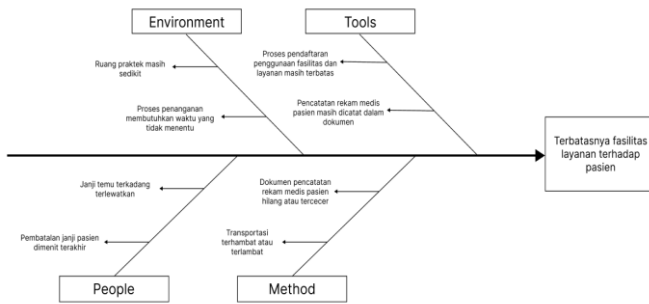 Environment
Tools
Ruang praktek masih
sedikit
Proses pendaftaran
penggunaan fasilitas dan
layanan masih terbatas
Proses penanganan
membutuhkan waktu yang
tidak menentu
Pencatatan rekam medis
pasien masih dicatat dalam
dokumen
Terbatasnya fasilitas
layanan terhadap
pasien
Janji temu terkadang
terlewatkan
Dokumen pencatatan
rekam medis pasien
hilang atau tercecer
Pembatalan janji pasien
dimenit terakhir
Transportasi
terhambat atau
terlambat
People
Method